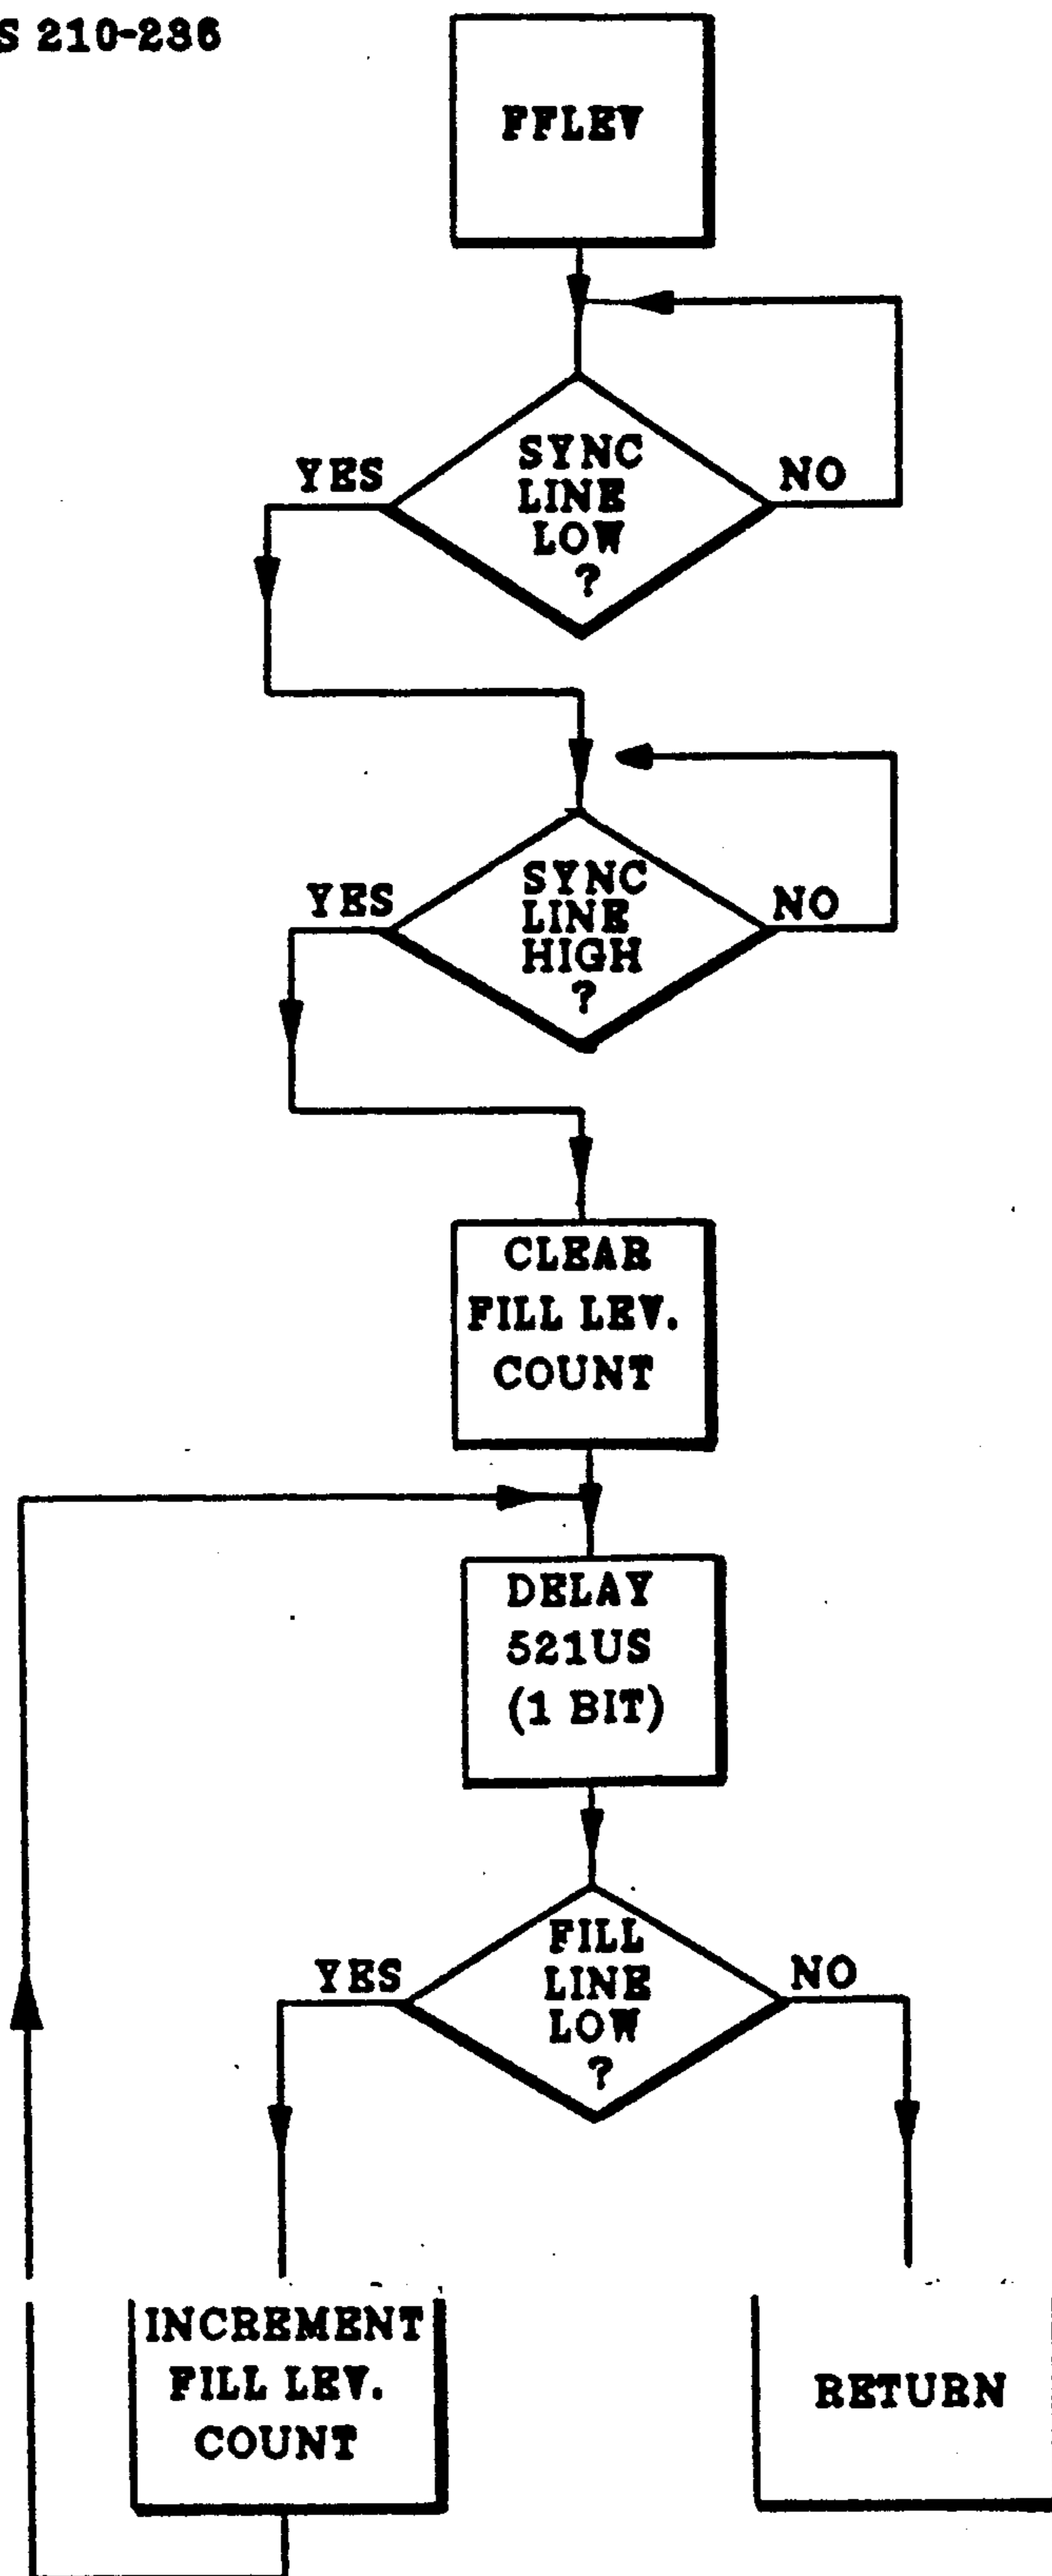 S 210-236
FFLEV
SYNC
LINE
LOW
?
YES
NO
SYNC
LINE
HIGH
?
YES
NO
CLEAR
FILL LEV.
COUNT
DELAY
521US
(1 BIT)
FILL
LINE
LOW
?
YES
NO
INCREMENT
FILL LEV.
COUNT
RETURN